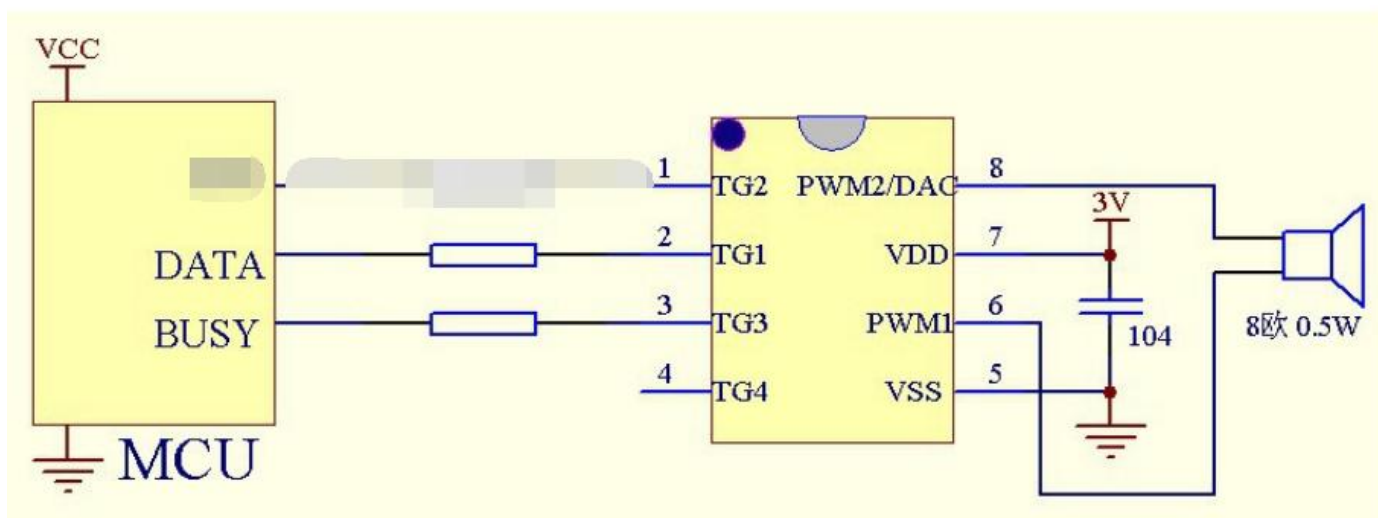 VCC
1
TG2
PWM2/DAC
8
3V
DATA
2
TG1
VDD
7
BUSY
3
TG3
PWM1
6
104
8欧 0.5W
4
TG4
VSS
5
MCU